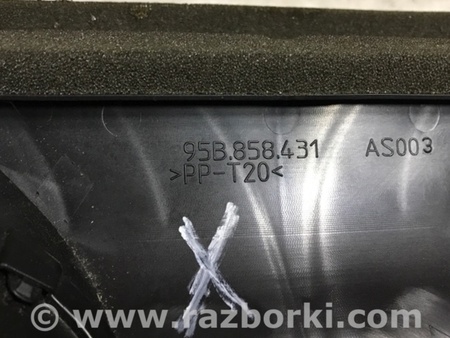 95B.858.431 AS003
>PP-T20<
X
© www.razborki.com